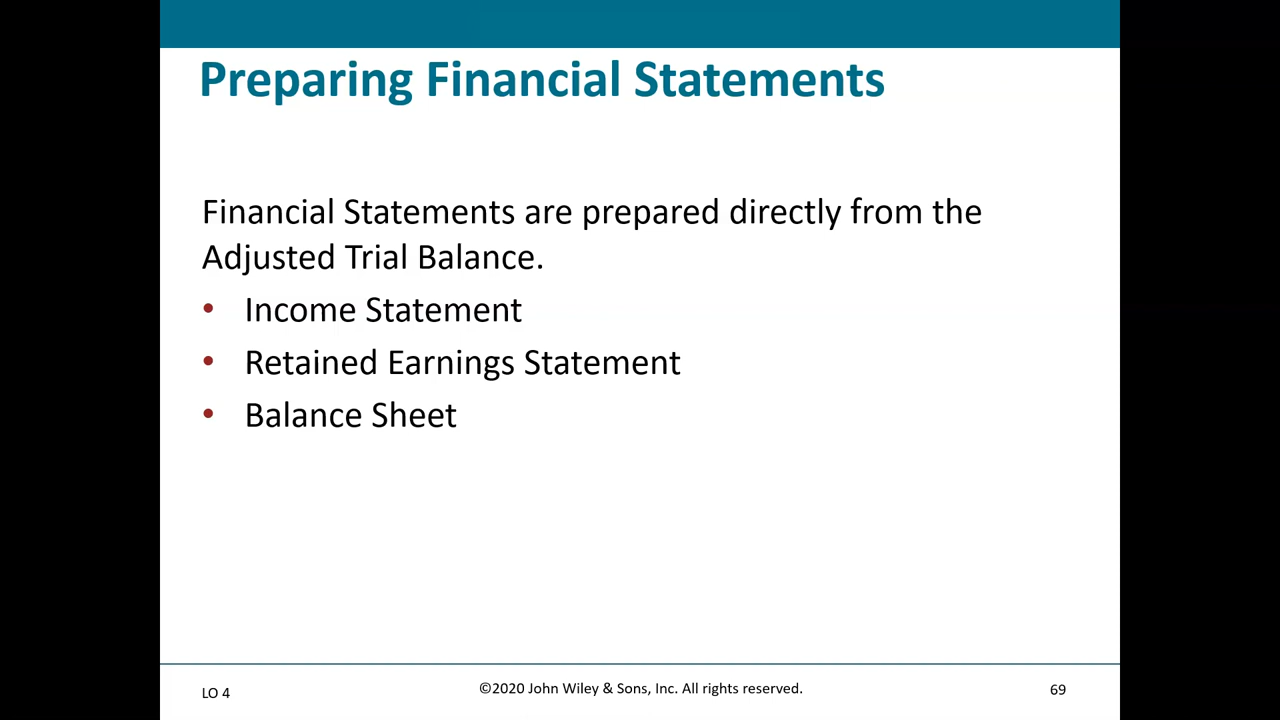 Preparing Financial Statements
Financial Statements are prepared directly from the
Adjusted Trial Balance.
• Income Statement
• Retained Earnings Statement
• Balance Sheet
LO 4
©2020 John Wiley & Sons, Inc. All rights reserved.
69